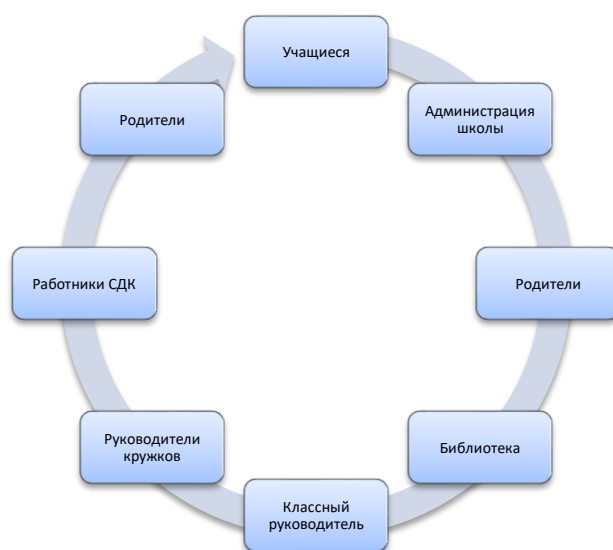 Учащиеся
Администрация
школы
Родители
Библиотека
Классный
руководитель
Руководители
кружков
Работники СДК
Родители